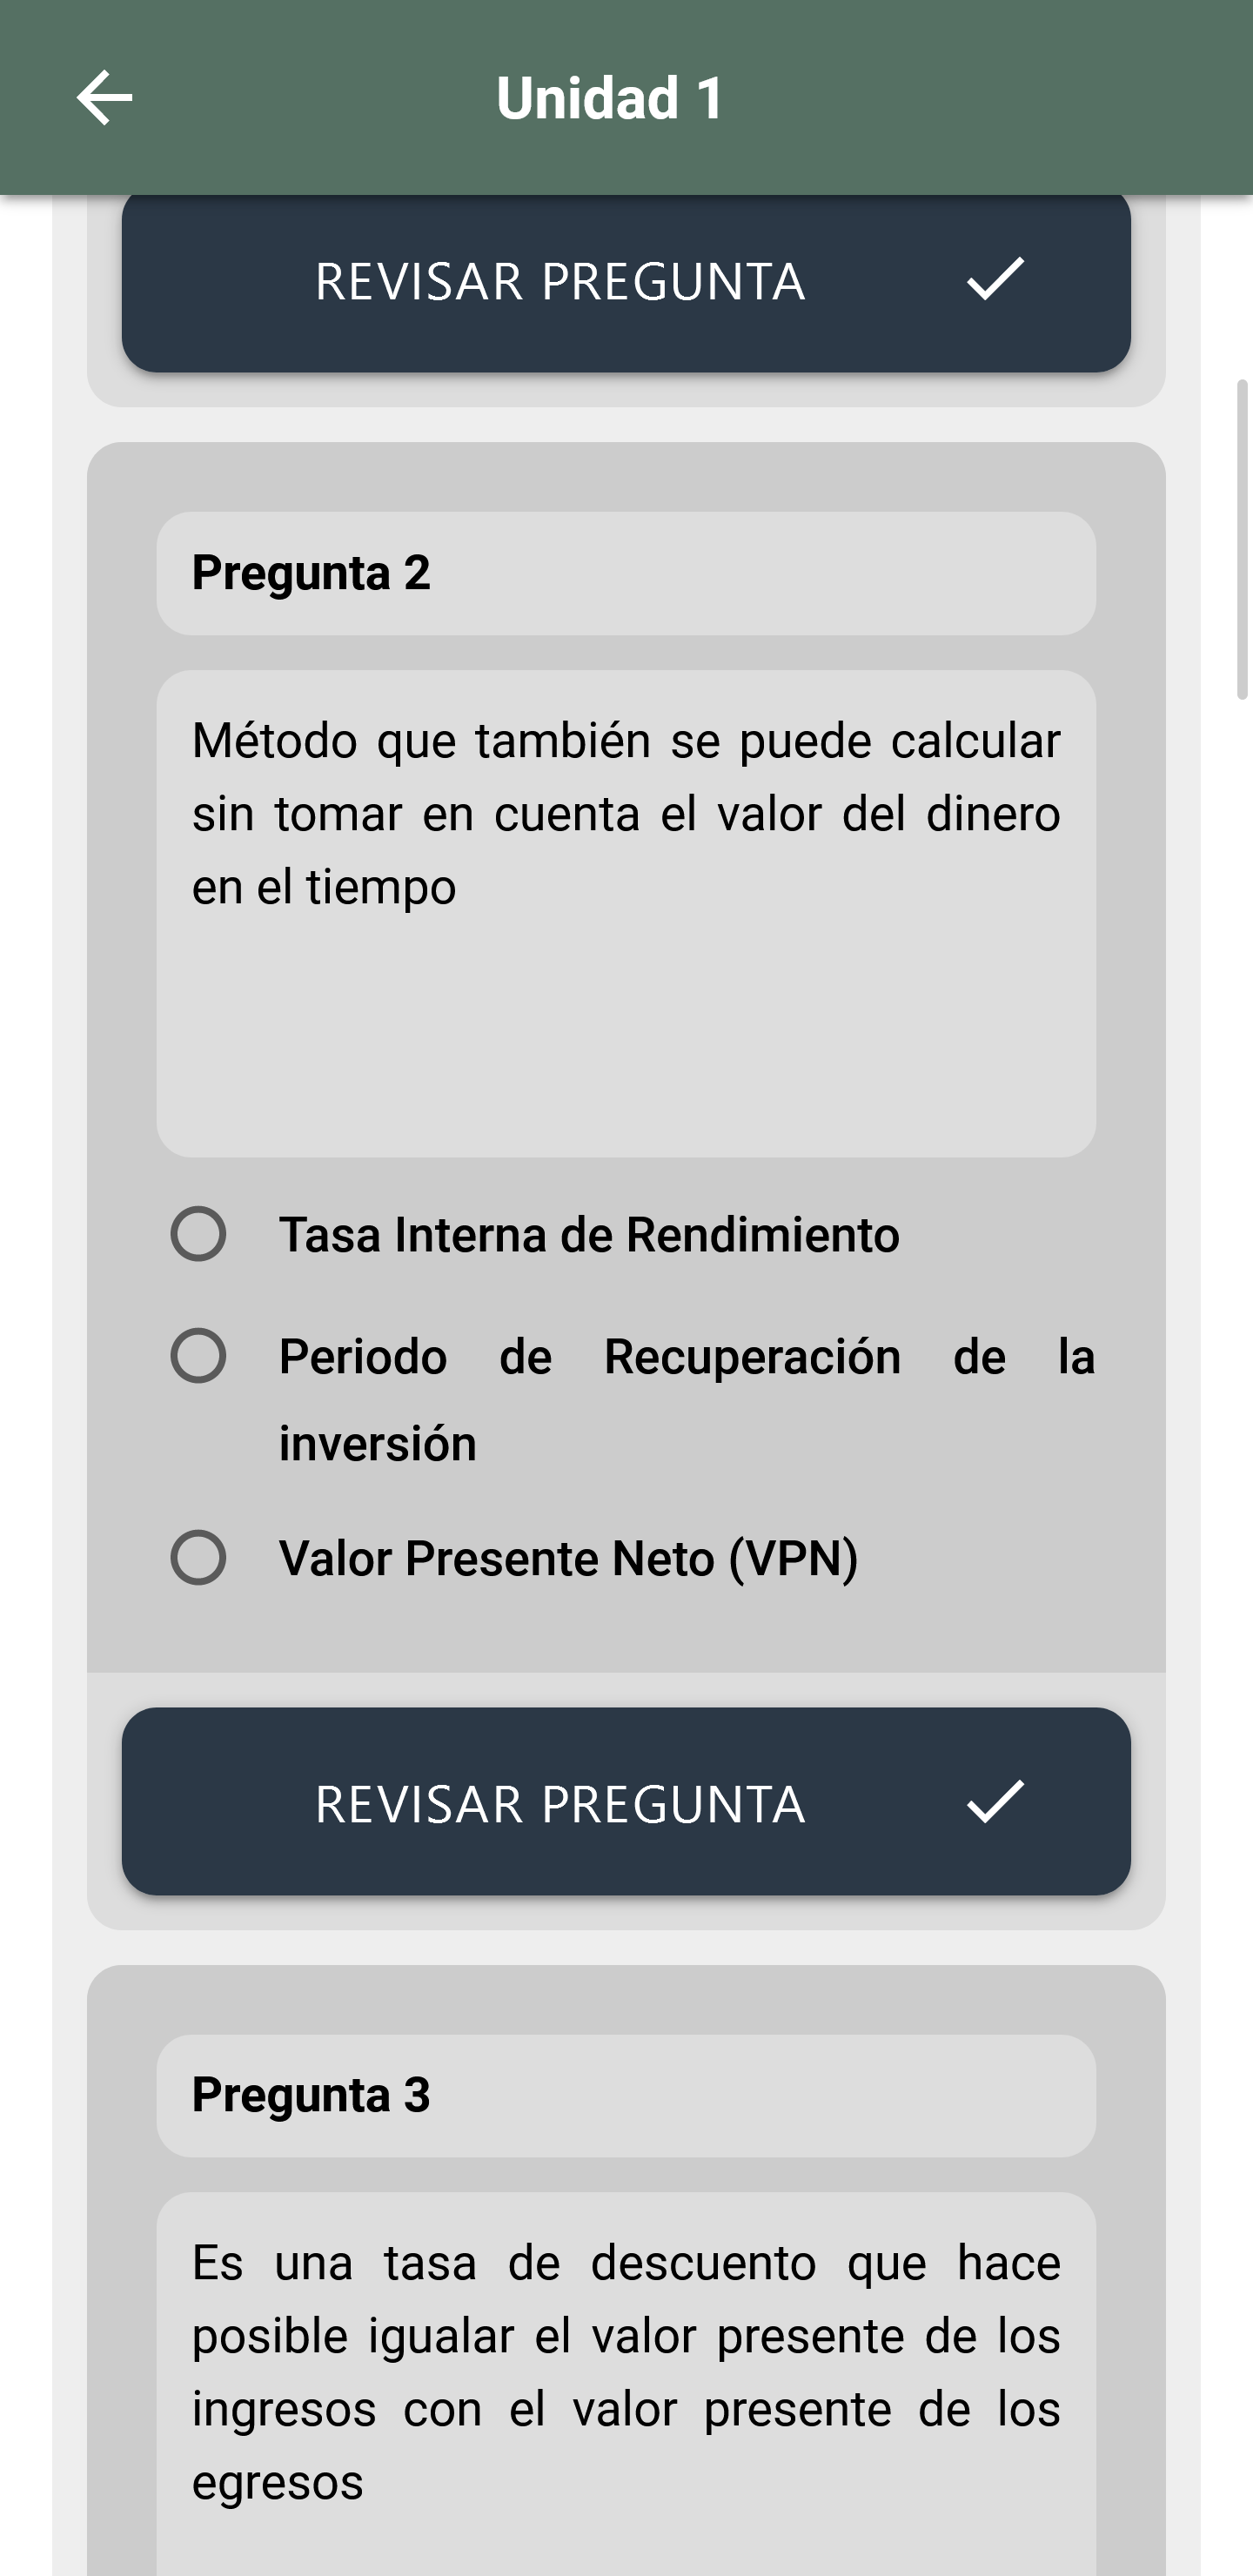 Unidad 1
REVISAR PREGUNTA
Pregunta 2
Método que también se puede calcular
sin tomar en cuenta el valor del dinero
en el tiempo
Tasa Interna de Rendimiento
Periodo de Recuperación de la
inversión
Valor Presente Neto (VPN)
REVISAR PREGUNTA
Pregunta 3
Es una tasa de descuento que hace
posible igualar el valor presente de los
ingresos con el valor presente de los
egresos